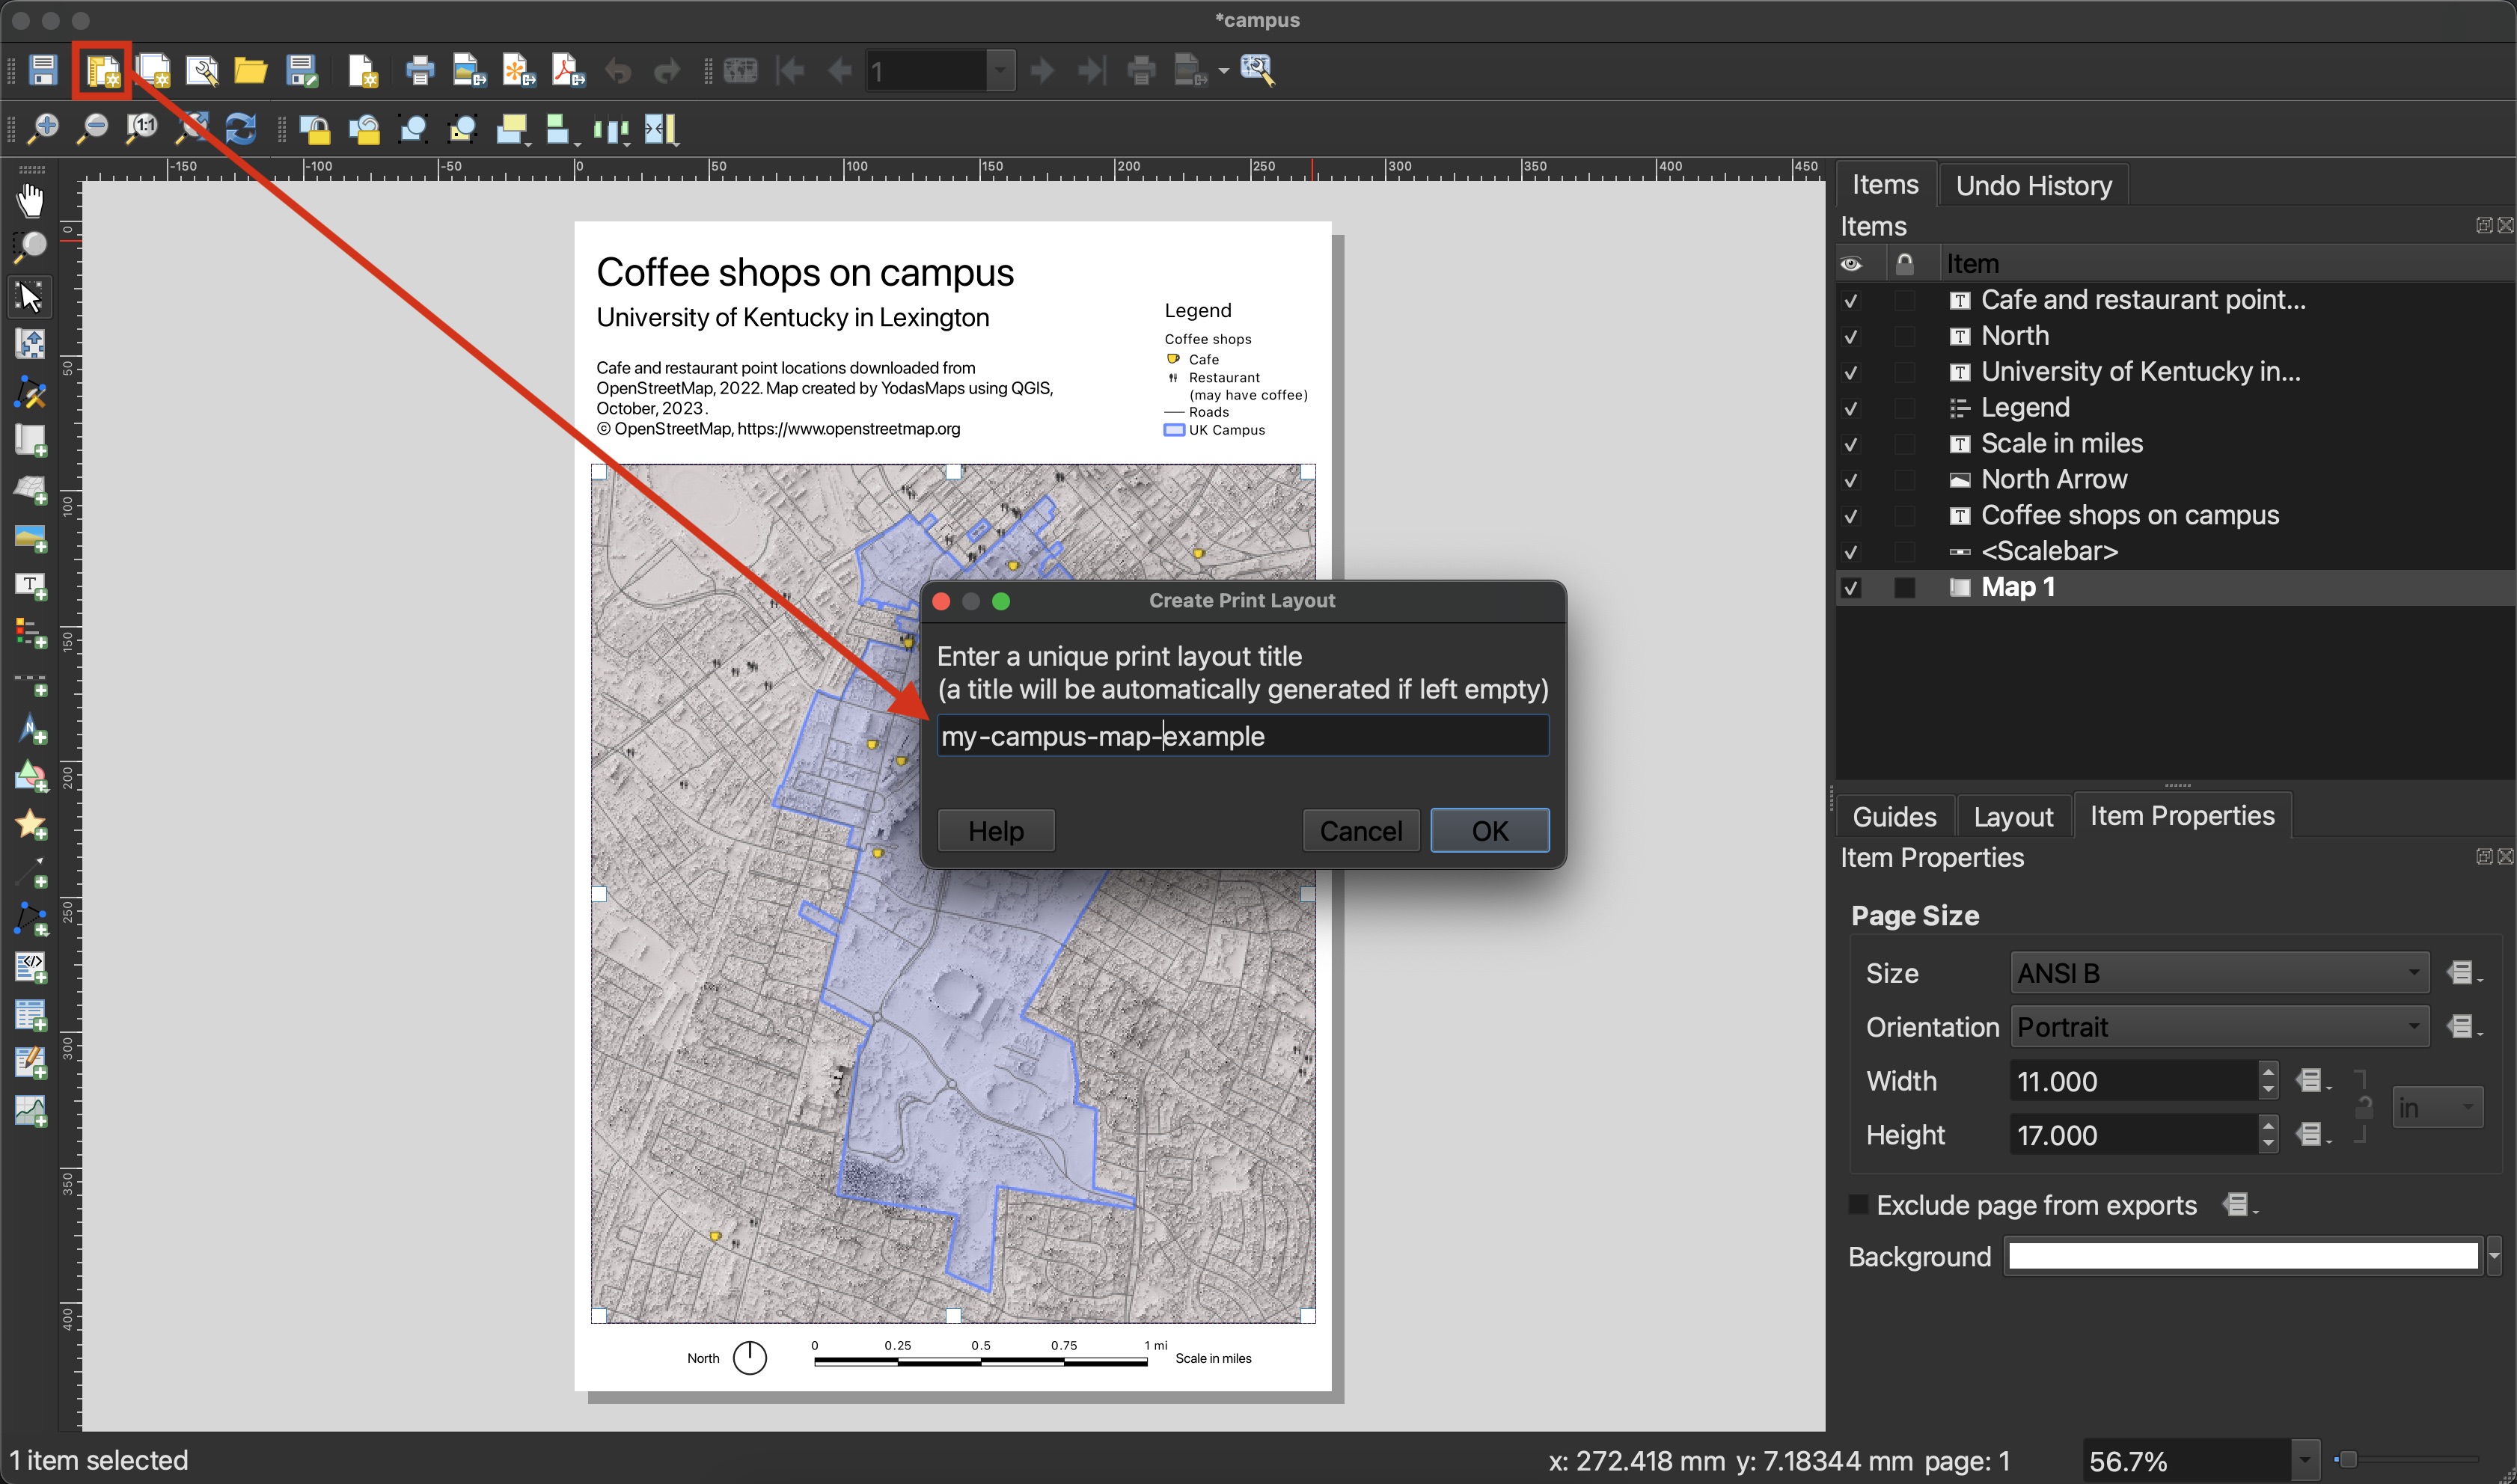 *campus
1
1:1
-150 -100 -50 0 50 100 150 200 250 300 350 400 450
0
50
100
150
200
250
300
350
400
Coffee shops on campus
University of Kentucky in Lexington
Cafe and restaurant point locations downloaded from
OpenStreetMap, 2022. Map created by YodasMaps using QGIS,
October, 2023.
© OpenStreetMap, https://www.openstreetmap.org
Legend
Coffee shops
Cafe
Restaurant
(may have coffee)
Roads
UK Campus
Create Print Layout
Enter a unique print layout title
(a title will be automatically generated if left empty)
my-campus-map-example
Help Cancel OK
North
0 0.25 0.5 0.75 1 mi
Scale in miles
Items Undo History
Items
Item
Cafe and restaurant point...
North
University of Kentucky in...
Legend
Scale in miles
North Arrow
Coffee shops on campus
<Scalebar>
Map 1
Guides Layout Item Properties
Item Properties
Page Size
Size ANSI B
Orientation Portrait
Width 11.000
in
Height 17.000
Exclude page from exports
Background
1 item selected
x: 272.418 mm y: 7.18344 mm page: 1
56.7%